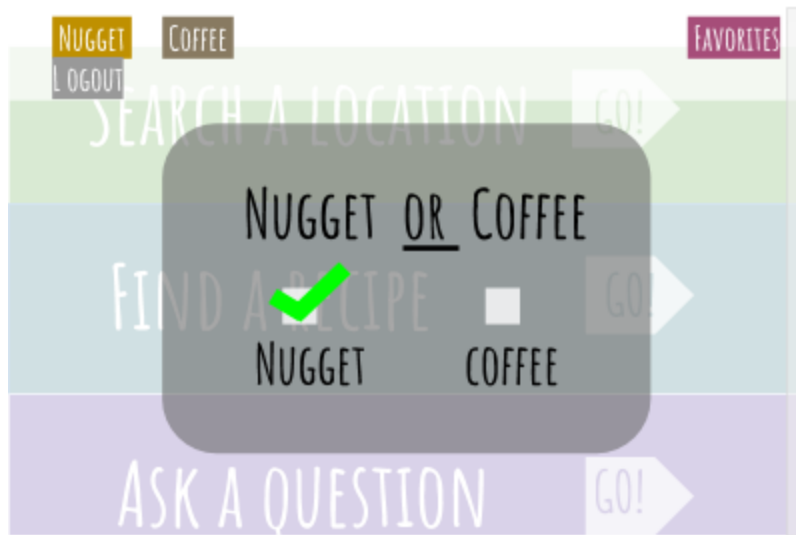 Nugget Coffee Favorites
Logout
Search a location GO!
Nugget or Coffee
Find a recipe GO!
Nugget coffee
Ask a question GO!